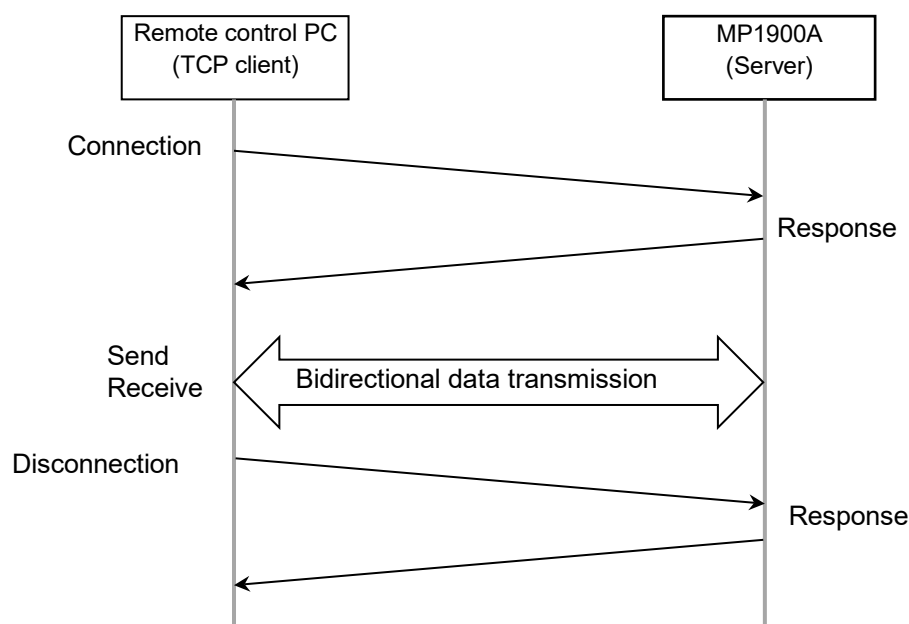 Remote control PC
(TCP client)
MP1900A
(Server)
Connection
Response
Send
Receive
Bidirectional data transmission
Disconnection
Response